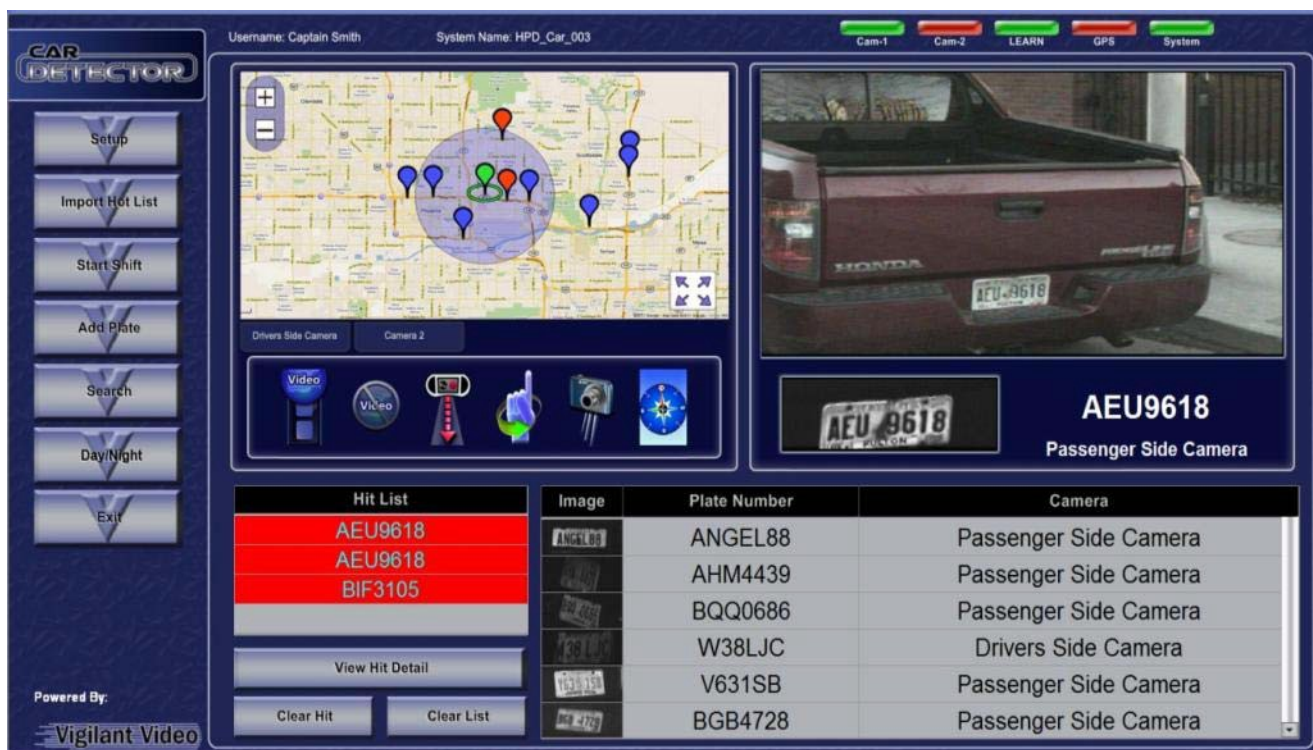 CAR
DETECTOR
Username: Captain Smith
System Name: HPD_Car_003
Cam-1
Cam-2
LEARN
GPS
System
Setup
Import Hot List
Start Shift
Add Plate
Search
Day/Night
Exit
Powered By:
Vigilant Video
Drivers Side Camera
Camera 2
Video
Video
HONDA
AEU 9618
AEU 9618
FULTON
AEU9618
Passenger Side Camera
Hit List
AEU9618
AEU9618
BIF3105
View Hit Detail
Clear Hit
Clear List
Image Plate Number Camera
ANGEL88 ANGEL88 Passenger Side Camera
AHM4439 Passenger Side Camera
BQQ0686 Passenger Side Camera
W38LJC Drivers Side Camera
V631SB Passenger Side Camera
BGB4728 Passenger Side Camera